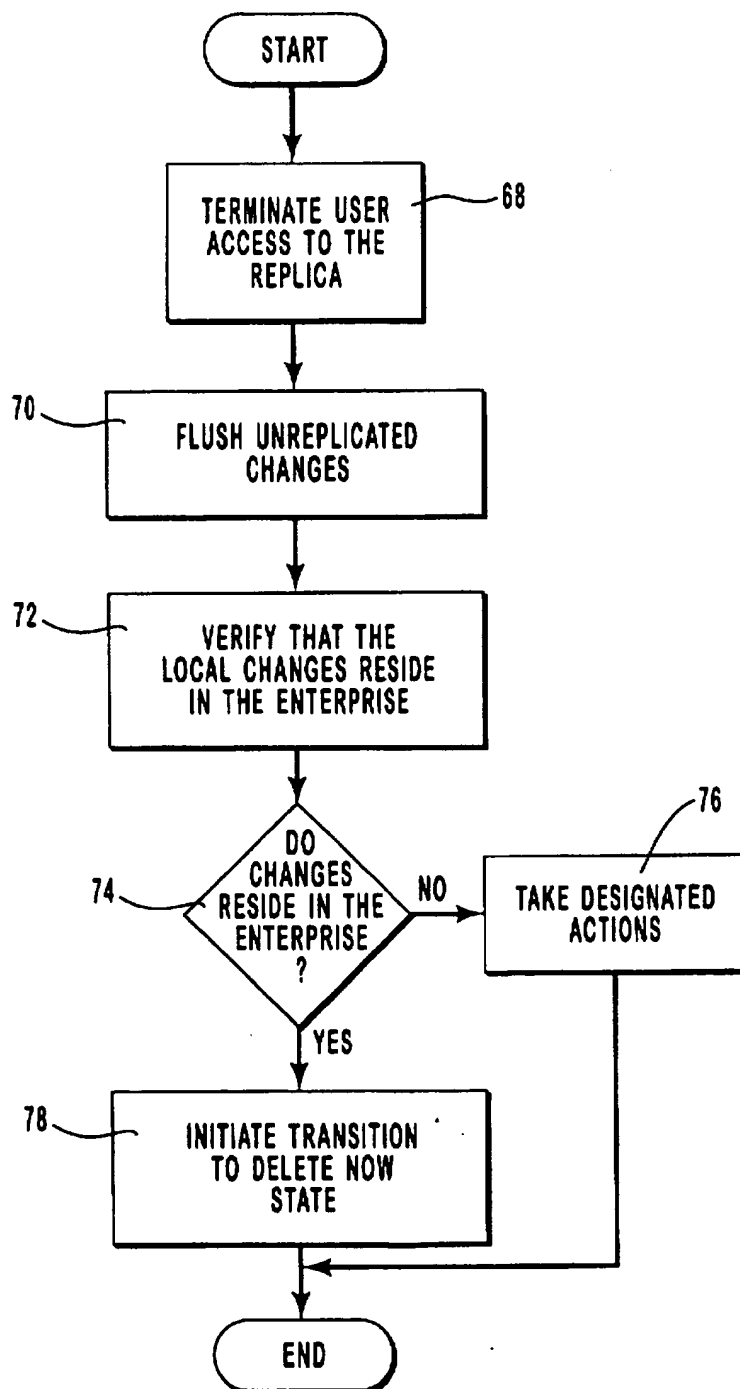 START
68
TERMINATE USER
ACCESS TO THE
REPLICA
70
FLUSH UNREPLICATED
CHANGES
72
VERIFY THAT THE
LOCAL CHANGES RESIDE
IN THE ENTERPRISE
74
DO
CHANGES
RESIDE IN THE
ENTERPRISE
?
NO
76
TAKE DESIGNATED
ACTIONS
YES
78
INITIATE TRANSITION
TO DELETE NOW
STATE
END